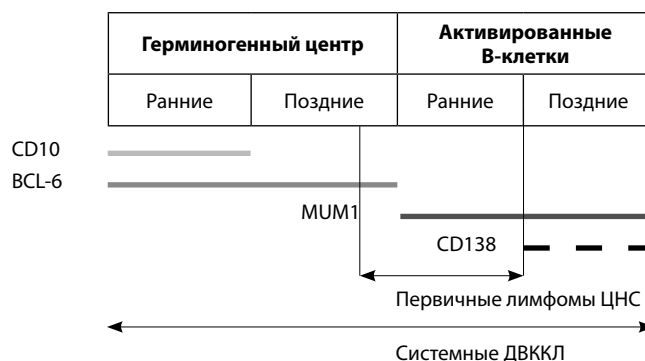 Герминогенный центр
Активированные
В-клетки
Ранние
Поздние
Ранние
Поздние
CD10
BCL-6
MUM1
CD138
Первичные лимфомы ЦНС
Системные ДВККЛ